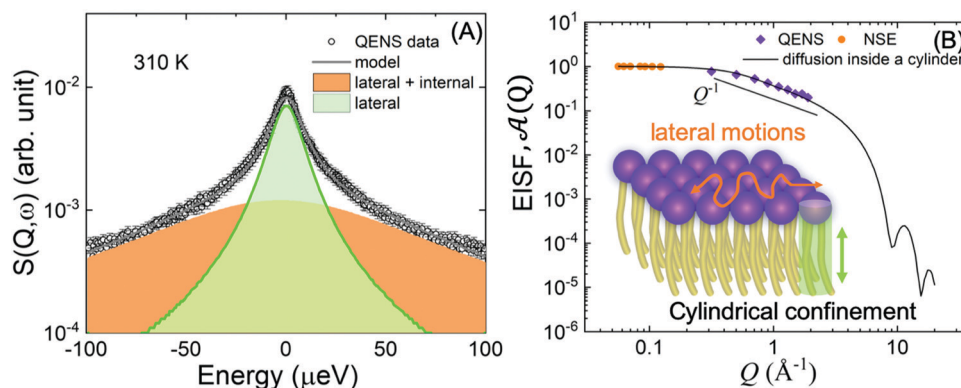 (A)
310 K
QENS data
model
lateral + internal
lateral
S(Q,ω) (arb. unit)
10⁻²
10⁻³
10⁻⁴
-100 -50 0 50 100
Energy (μeV)
(B)
QENS NSE
diffusion inside a cylinder
Q⁻¹
lateral motions
Cylindrical confinement
EISF, 𝒜(Q)
10¹
10⁰
10⁻¹
10⁻²
10⁻³
10⁻⁴
10⁻⁵
10⁻⁶
0.1 1 10
Q (Å⁻¹)